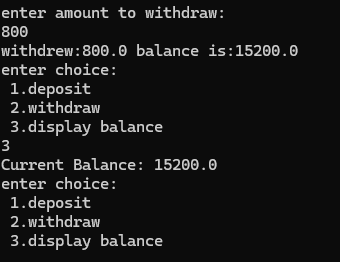 enter amount to withdraw:
800
withdrew:800.0 balance is:15200.0
enter choice:
1.deposit
2.withdraw
3.display balance
3
Current Balance: 15200.0
enter choice:
1.deposit
2.withdraw
3.display balance